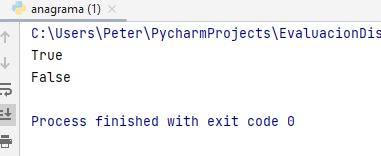 anagrama (1)
C:\Users\Peter\PycharmProjects\EvaluacionDis
True
False
Process finished with exit code 0